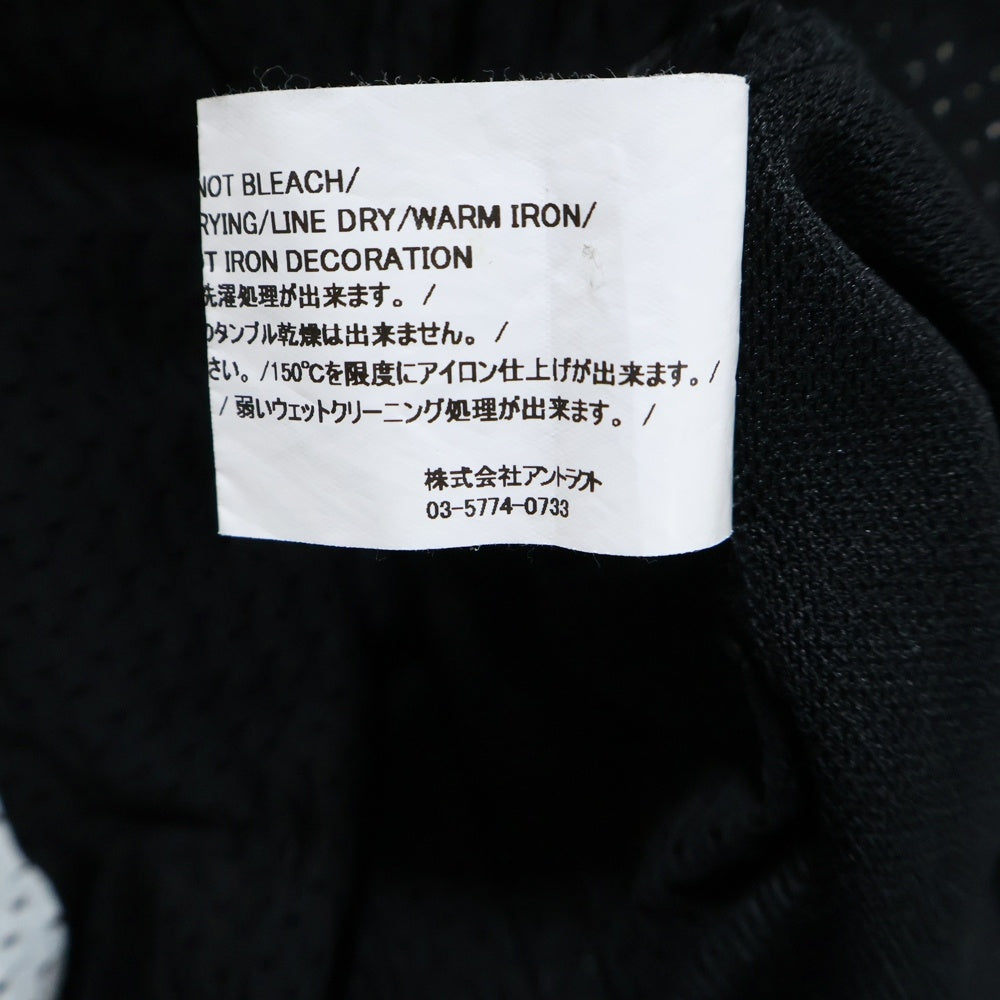 NOT BLEACH/
RYING/LINE DRY/WARM IRON/
T IRON DECORATION
洗濯処理が出来ます。 /
のタンブル乾燥は出来ません。 /
さい。/150℃を限度にアイロン仕上げが出来ます。/
/ 弱いウェットクリーニング処理が出来ます。 /
株式会社アントラクト
03-5774-0733